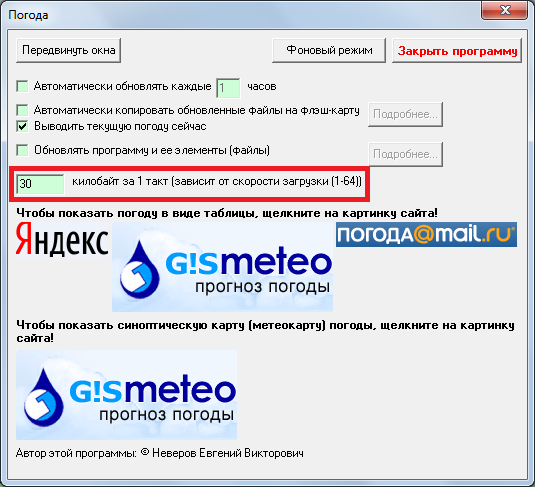 Погода
Передвинуть окна
Фоновый режим
Закрыть программу
Автоматически обновлять каждые 1 часов
Автоматически копировать обновленные файлы на флэш-карту
Подробнее...
Выводить текущую погоду сейчас
Обновлять программу и ее элементы (файлы)
Подробнее...
30 килобайт за 1 такт (зависит от скорости загрузки (1-64))
Чтобы показать погоду в виде таблицы, щелкните на картинку сайта!
Яндекс
G!Smeteo
прогноз погоды
ПОГОДА@mail.ru®
Чтобы показать синоптическую карту (метеокарту) погоды, щелкните на картинку
сайта!
G!Smeteo
прогноз погоды
Автор этой программы: © Неверов Евгений Викторович